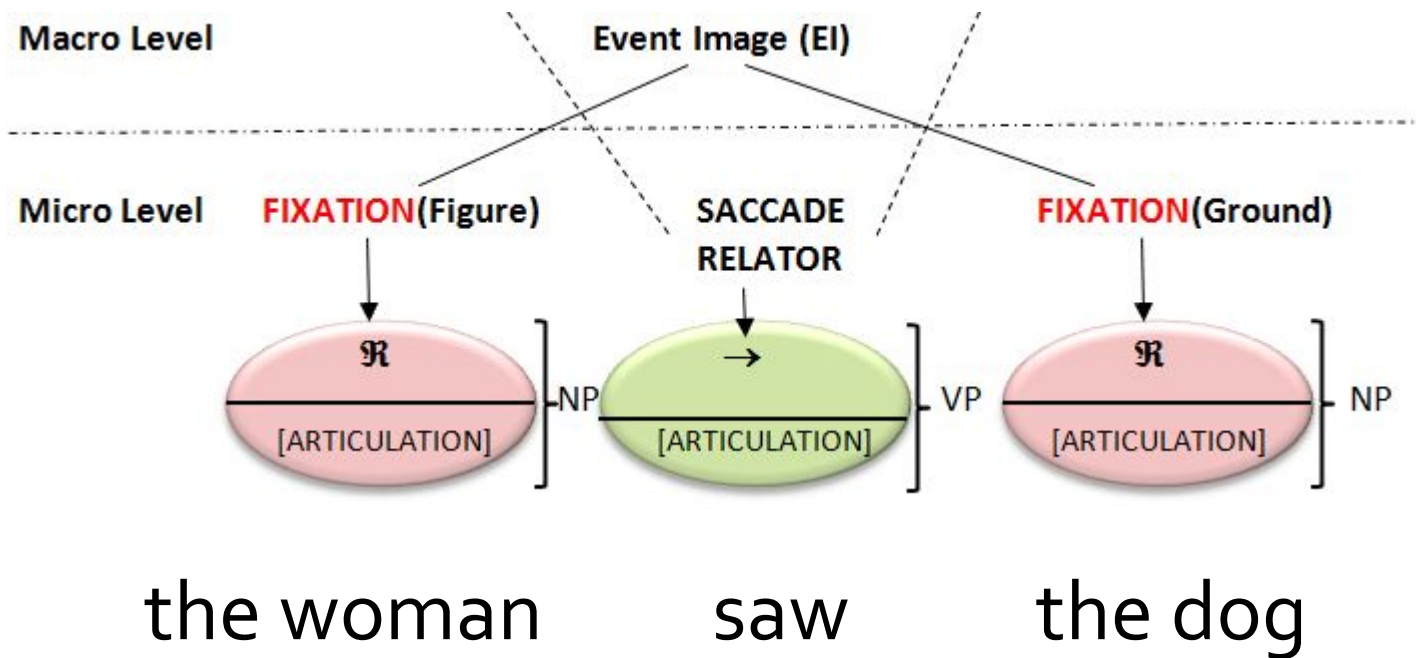 Macro Level Event Image (EI)
Micro Level FIXATION(Figure) SACCADE RELATOR FIXATION(Ground)
ℜ → ℜ
NP VP NP
[ARTICULATION] [ARTICULATION] [ARTICULATION]
the woman saw the dog